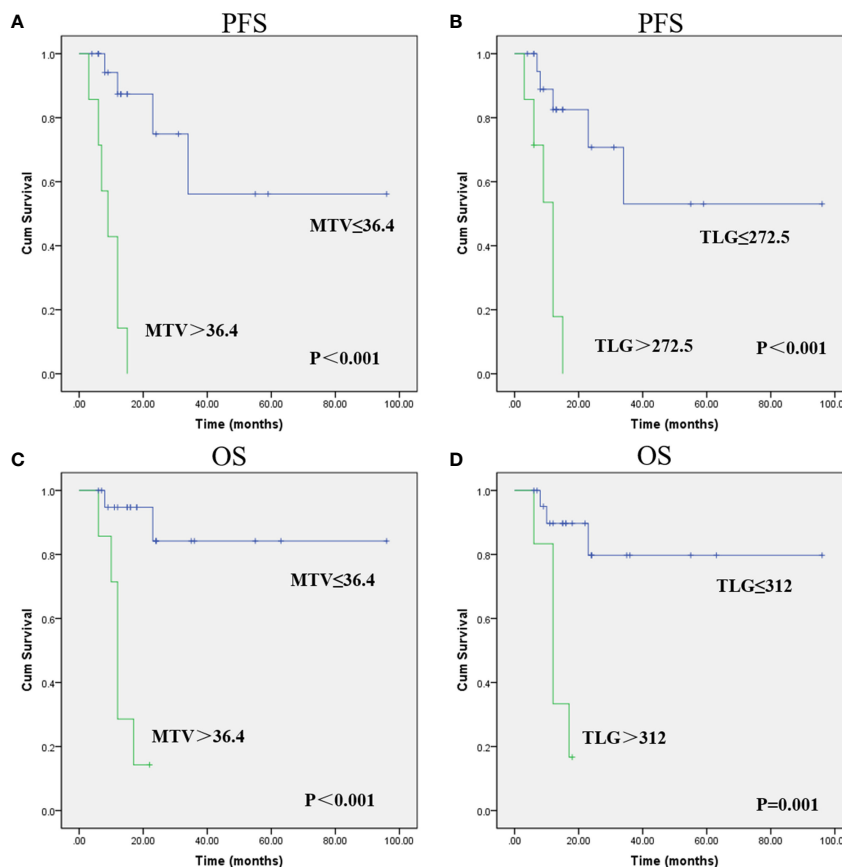 A
PFS
Cum Survival
1.0
0.8
0.6
0.4
0.2
0.0
MTV≤36.4
MTV＞36.4
P＜0.001
.00 20.00 40.00 60.00 80.00 100.00
Time (months)
B
PFS
Cum Survival
1.0
0.8
0.6
0.4
0.2
0.0
TLG≤272.5
TLG＞272.5
P＜0.001
.00 20.00 40.00 60.00 80.00 100.00
Time (months)
C
OS
Cum Survival
1.0
0.8
0.6
0.4
0.2
0.0
MTV≤36.4
MTV＞36.4
P＜0.001
.00 20.00 40.00 60.00 80.00 100.00
Time (months)
D
OS
Cum Survival
1.0
0.8
0.6
0.4
0.2
0.0
TLG≤312
TLG＞312
P=0.001
.00 20.00 40.00 60.00 80.00 100.00
Time (months)